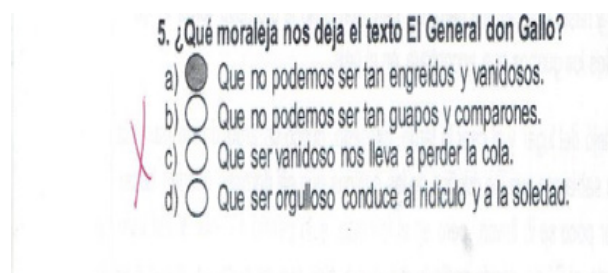 5. ¿Qué moraleja nos deja el texto El General don Gallo?
a) Que no podemos ser tan engreídos y vanidosos.
b) Que no podemos ser tan guapos y comparones.
c) Que ser vanidoso nos lleva a perder la cola.
d) Que ser orgulloso conduce al ridículo y a la soledad.